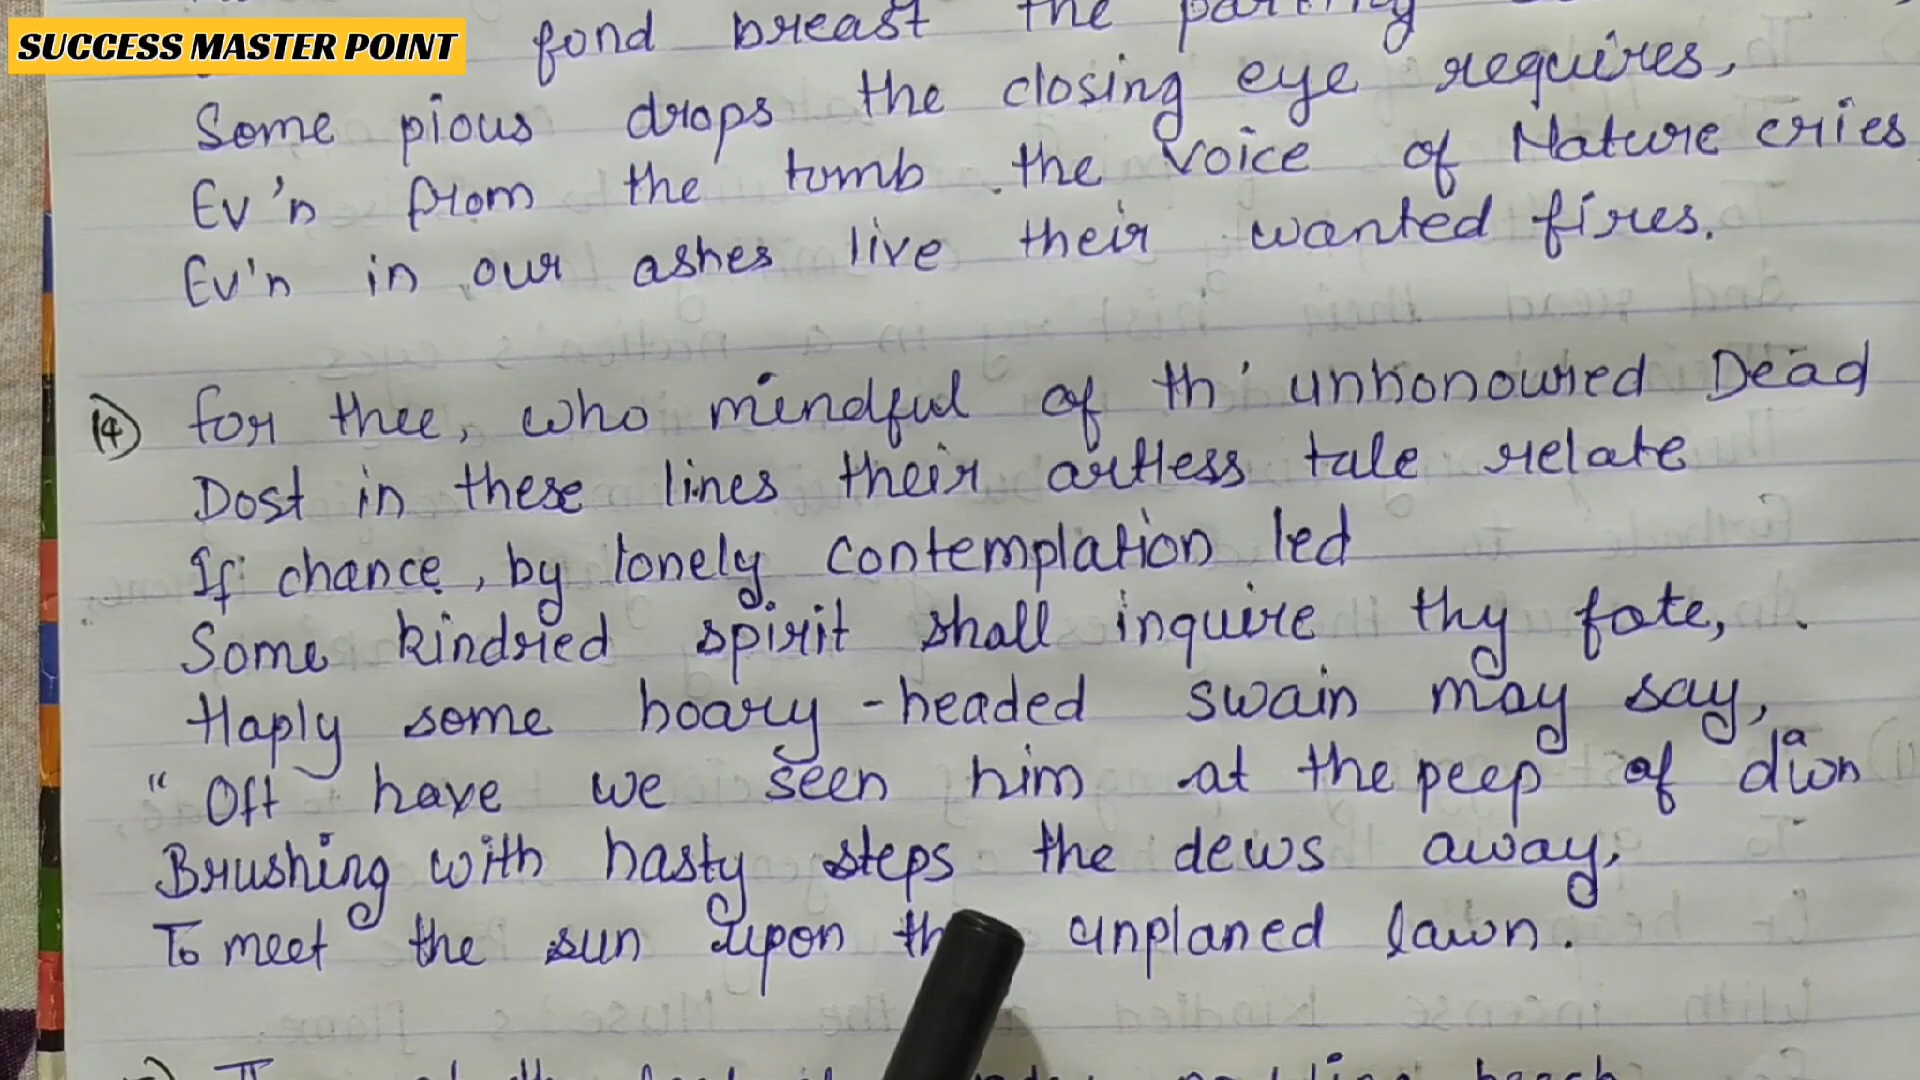 SUCCESS MASTER POINT
fond breast the parting
Some pious drops the closing eye requires,
Ev'n from the tomb the voice of Nature cries
Ev'n in our ashes live their wanted fires.
(14) for thee, who mindful of th' unhonoured Dead
Dost in these lines their artless tale relate
If chance, by lonely contemplation led
Some kindred spirit shall inquire thy fate,
Haply some hoary-headed swain may say,
"Oft have we seen him at the peep of dawn
Brushing with hasty steps the dews away,
To meet the sun upon th unplaned lawn.